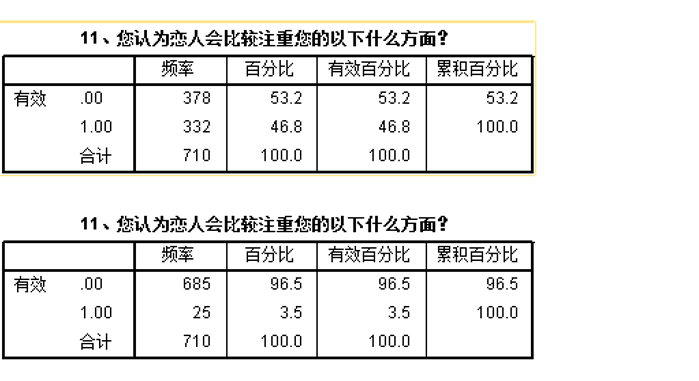 11、您认为恋人会比较注重您的以下什么方面？
频率 百分比 有效百分比 累积百分比
有效 .00 378 53.2 53.2 53.2
1.00 332 46.8 46.8 100.0
合计 710 100.0 100.0
11、您认为恋人会比较注重您的以下什么方面？
频率 百分比 有效百分比 累积百分比
有效 .00 685 96.5 96.5 96.5
1.00 25 3.5 3.5 100.0
合计 710 100.0 100.0